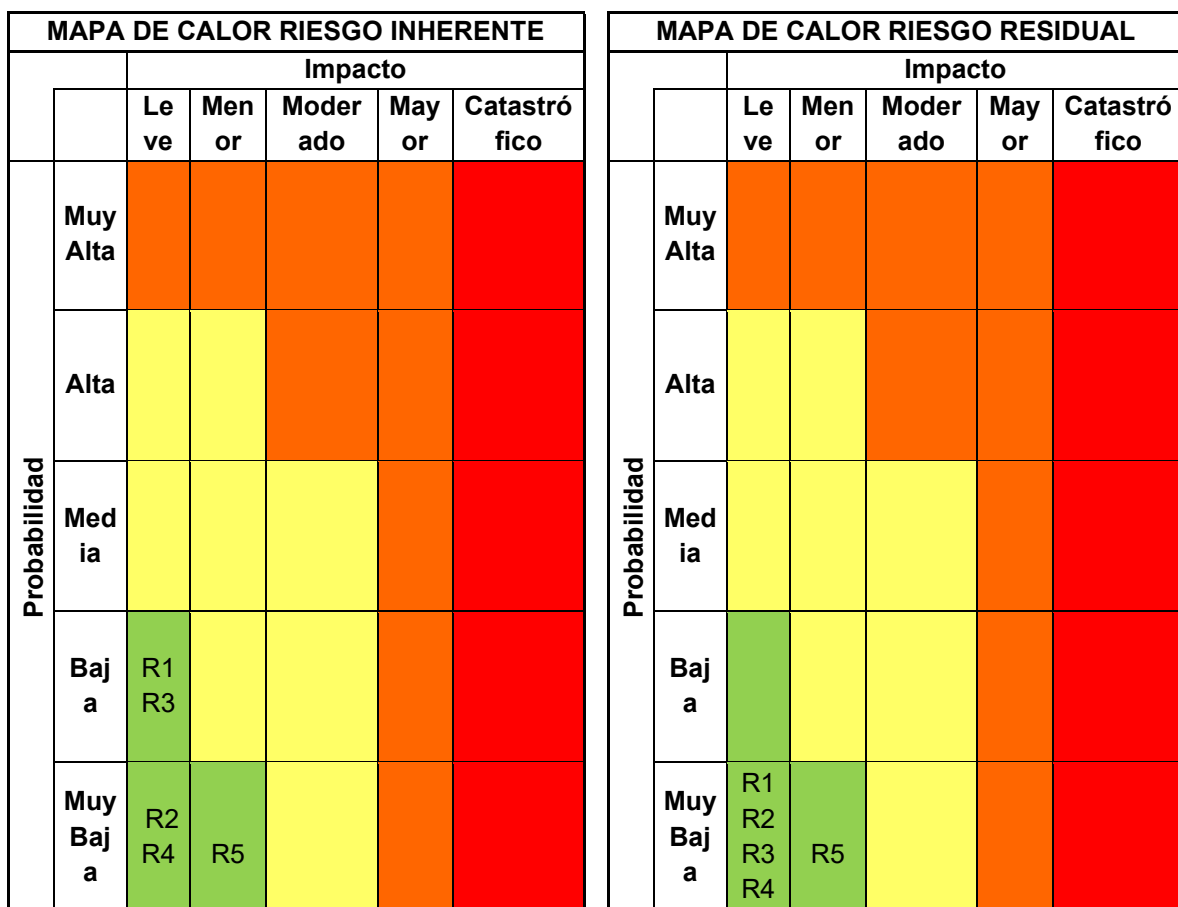 MAPA DE CALOR RIESGO INHERENTE
Impacto
Le
ve
Men
or
Moder
ado
May
or
Catastró
fico
Probabilidad
Muy
Alta
Alta
Med
ia
Baj
a
R1
R3
Muy
Baj
a
R2
R4
R5
MAPA DE CALOR RIESGO RESIDUAL
Impacto
Le
ve
Men
or
Moder
ado
May
or
Catastró
fico
Probabilidad
Muy
Alta
Alta
Med
ia
Baj
a
Muy
Baj
a
R1
R2
R3
R4
R5